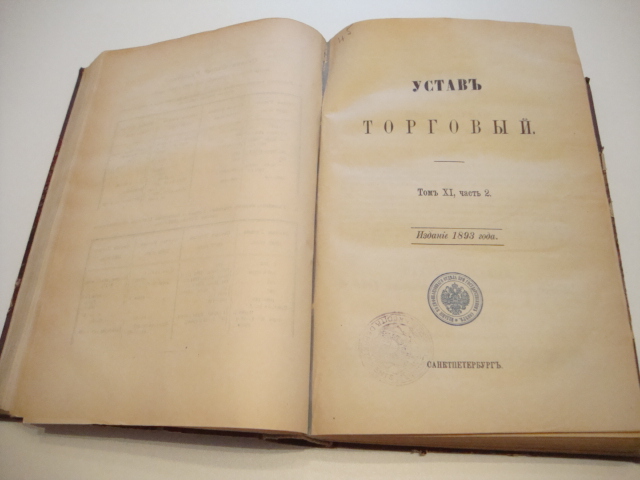 УСТАВЪ
ТОРГОВЫЙ.
Томъ XI, часть 2.
Изданіе 1893 года.
САНКТПЕТЕРБУРГЪ.